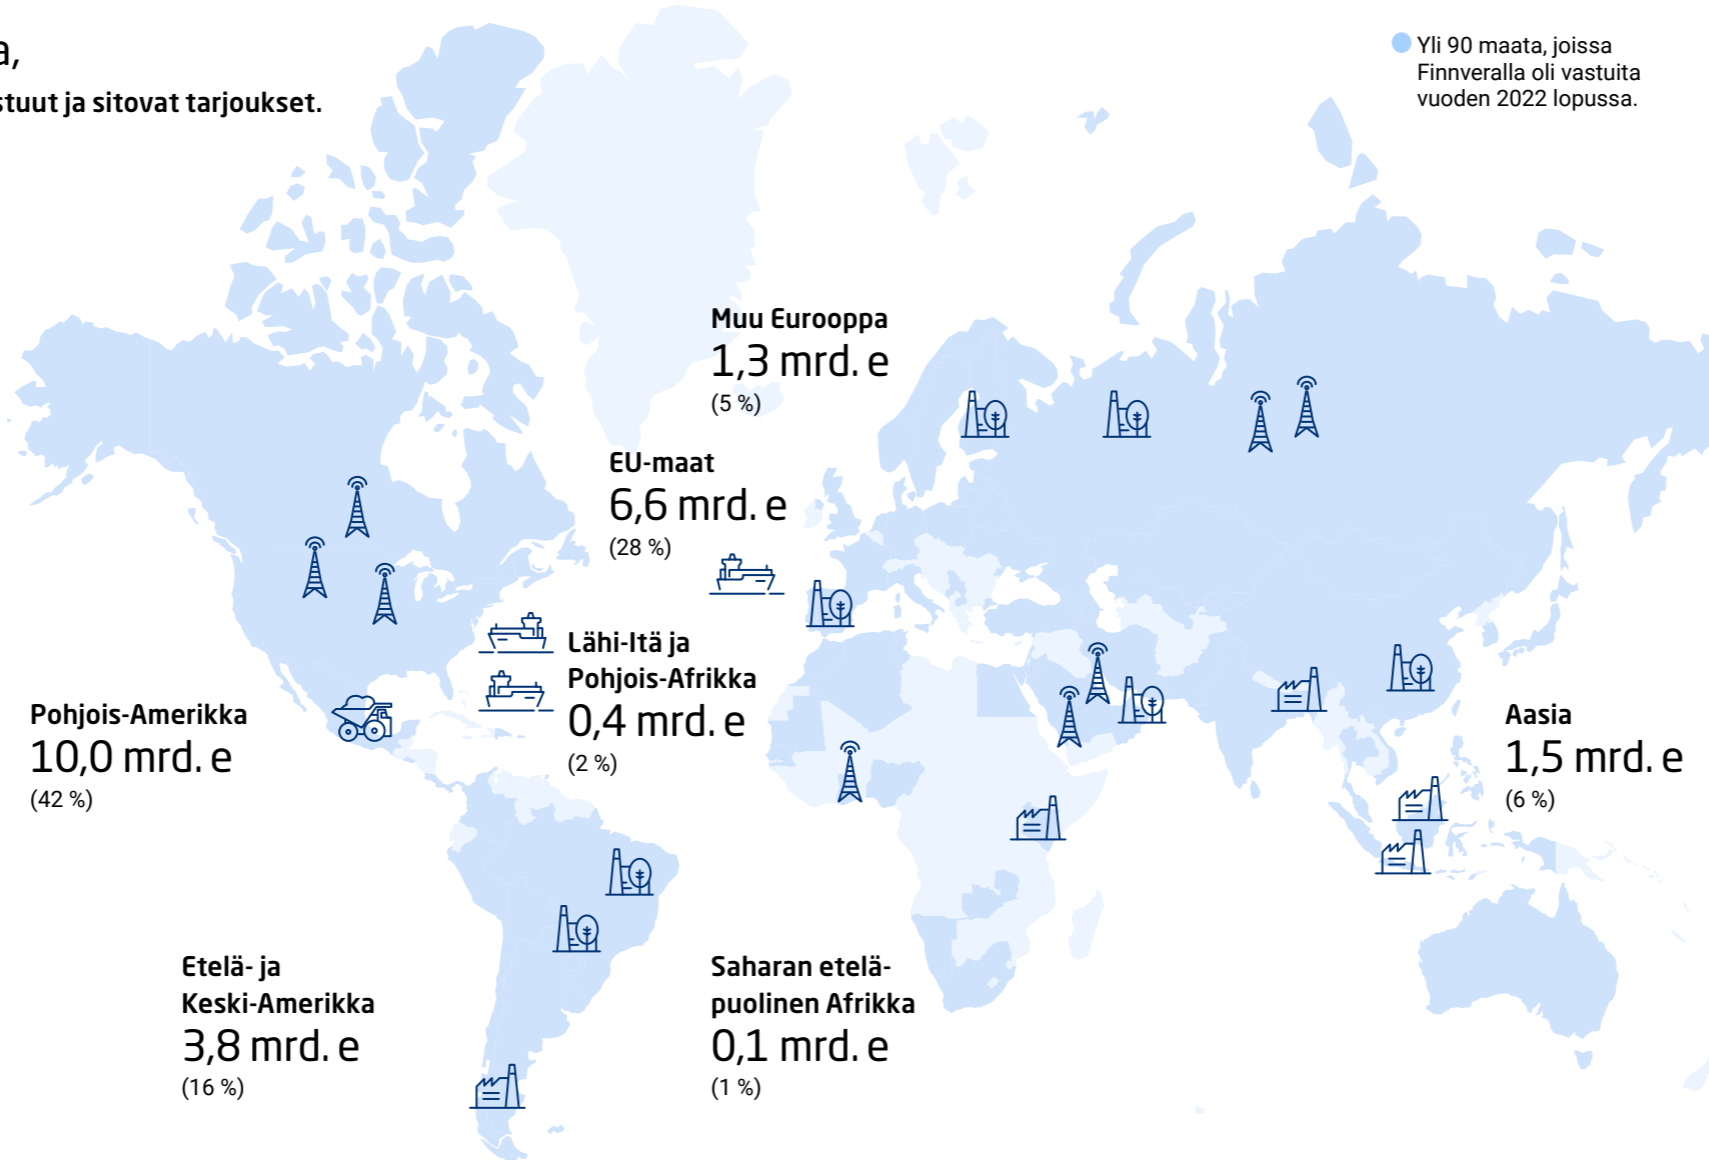 a,
stuut ja sitovat tarjoukset.
Yli 90 maata, joissa
Finnveralla oli vastuita
vuoden 2022 lopussa.
Muu Eurooppa
1,3 mrd. e
(5 %)
EU-maat
6,6 mrd. e
(28 %)
Lähi-Itä ja
Pohjois-Afrikka
0,4 mrd. e
(2 %)
Pohjois-Amerikka
10,0 mrd. e
(42 %)
Aasia
1,5 mrd. e
(6 %)
Etelä- ja
Keski-Amerikka
3,8 mrd. e
(16 %)
Saharan etelä-
puolinen Afrikka
0,1 mrd. e
(1 %)